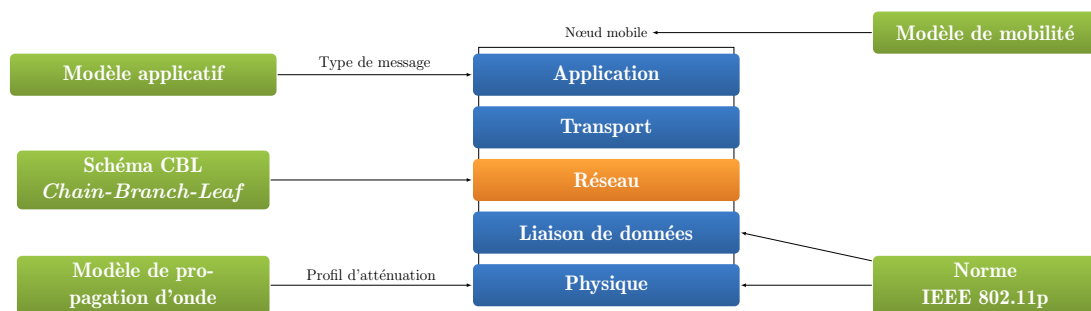 Nœud mobile
Modèle de mobilité
Modèle applicatif
Type de message
Application
Transport
Schéma CBL
Chain-Branch-Leaf
Réseau
Liaison de données
Modèle de pro-
pagation d'onde
Profil d'atténuation
Physique
Norme
IEEE 802.11p